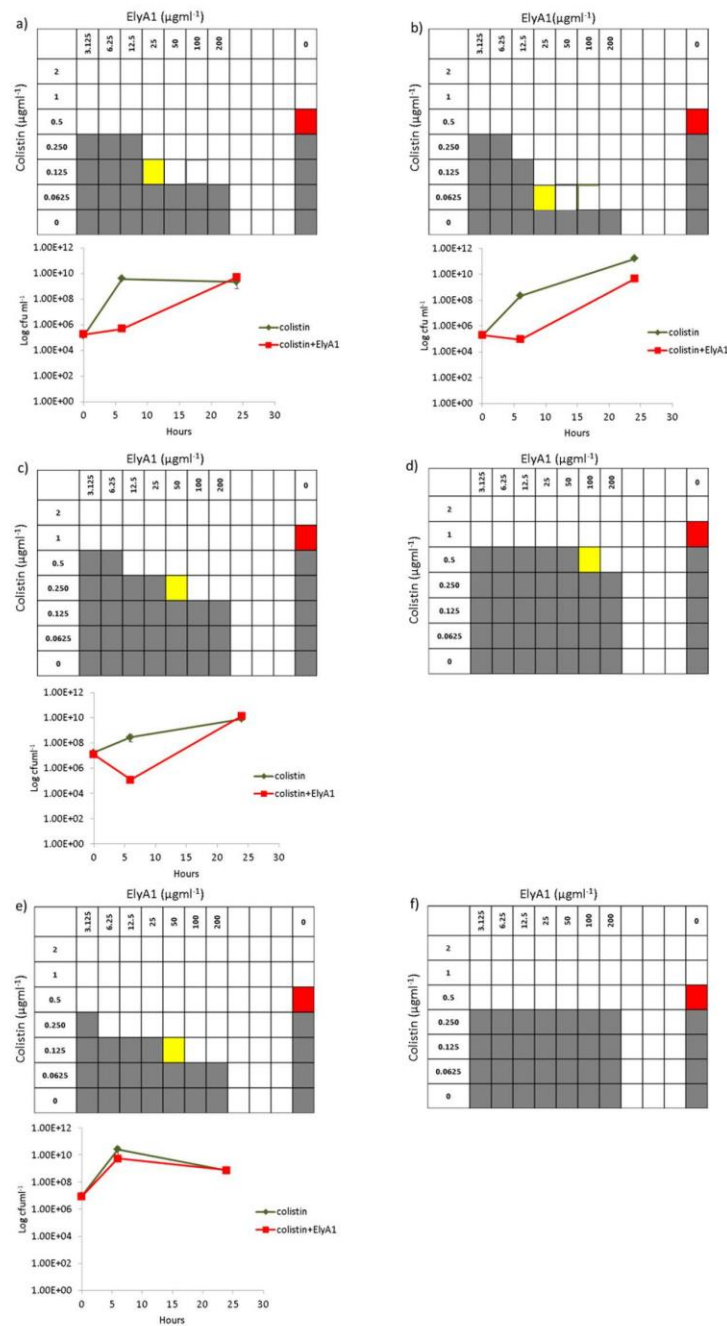 a)
ElyA1 (µgml-1)
3.125 6.25 12.5 25 50 100 200 0
Colistin (µgml-1)
2
1
0.5
0.250
0.125
0.0625
0
1.00E+12
1.00E+10
1.00E+08
1.00E+06
1.00E+04
1.00E+02
1.00E+00
Log cfu ml-1
0 5 10 15 20 25 30
Hours
colistin
colistin+ElyA1
b)
ElyA1(µgml-1)
3.125 6.25 12.5 25 50 100 200 0
Colistin (µgml-1)
2
1
0.5
0.250
0.125
0.0625
0
1.00E+12
1.00E+10
1.00E+08
1.00E+06
1.00E+04
1.00E+02
1.00E+00
Log cfu ml-1
0 5 10 15 20 25 30
Hours
colistin
colistin+ElyA1
c)
ElyA1 (µgml-1)
3.125 6.25 12.5 25 50 100 200 0
Colistin (µgml-1)
2
1
0.5
0.250
0.125
0.0625
0
1.00E+12
1.00E+10
1.00E+08
1.00E+06
1.00E+04
1.00E+02
1.00E+00
Log cfuml-1
0 5 10 15 20 25 30
Hours
colistin
colistin+ElyA1
d)
ElyA1 (µgml-1)
3.125 6.25 12.5 25 50 100 200 0
Colistin (µgml-1)
2
1
0.5
0.250
0.125
0.0625
0
e)
ElyA1 (µgml-1)
3.125 6.25 12.5 25 50 100 200 0
Colistin (µgml-1)
2
1
0.5
0.250
0.125
0.0625
0
1.00E+12
1.00E+10
1.00E+08
1.00E+06
1.00E+04
1.00E+02
1.00E+00
Log cfuml-1
0 5 10 15 20 25 30
Hours
colistin
colistin+ElyA1
f)
ElyA1 (µgml-1)
3.125 6.25 12.5 25 50 100 200 0
Colistin (µgml-1)
2
1
0.5
0.250
0.125
0.0625
0